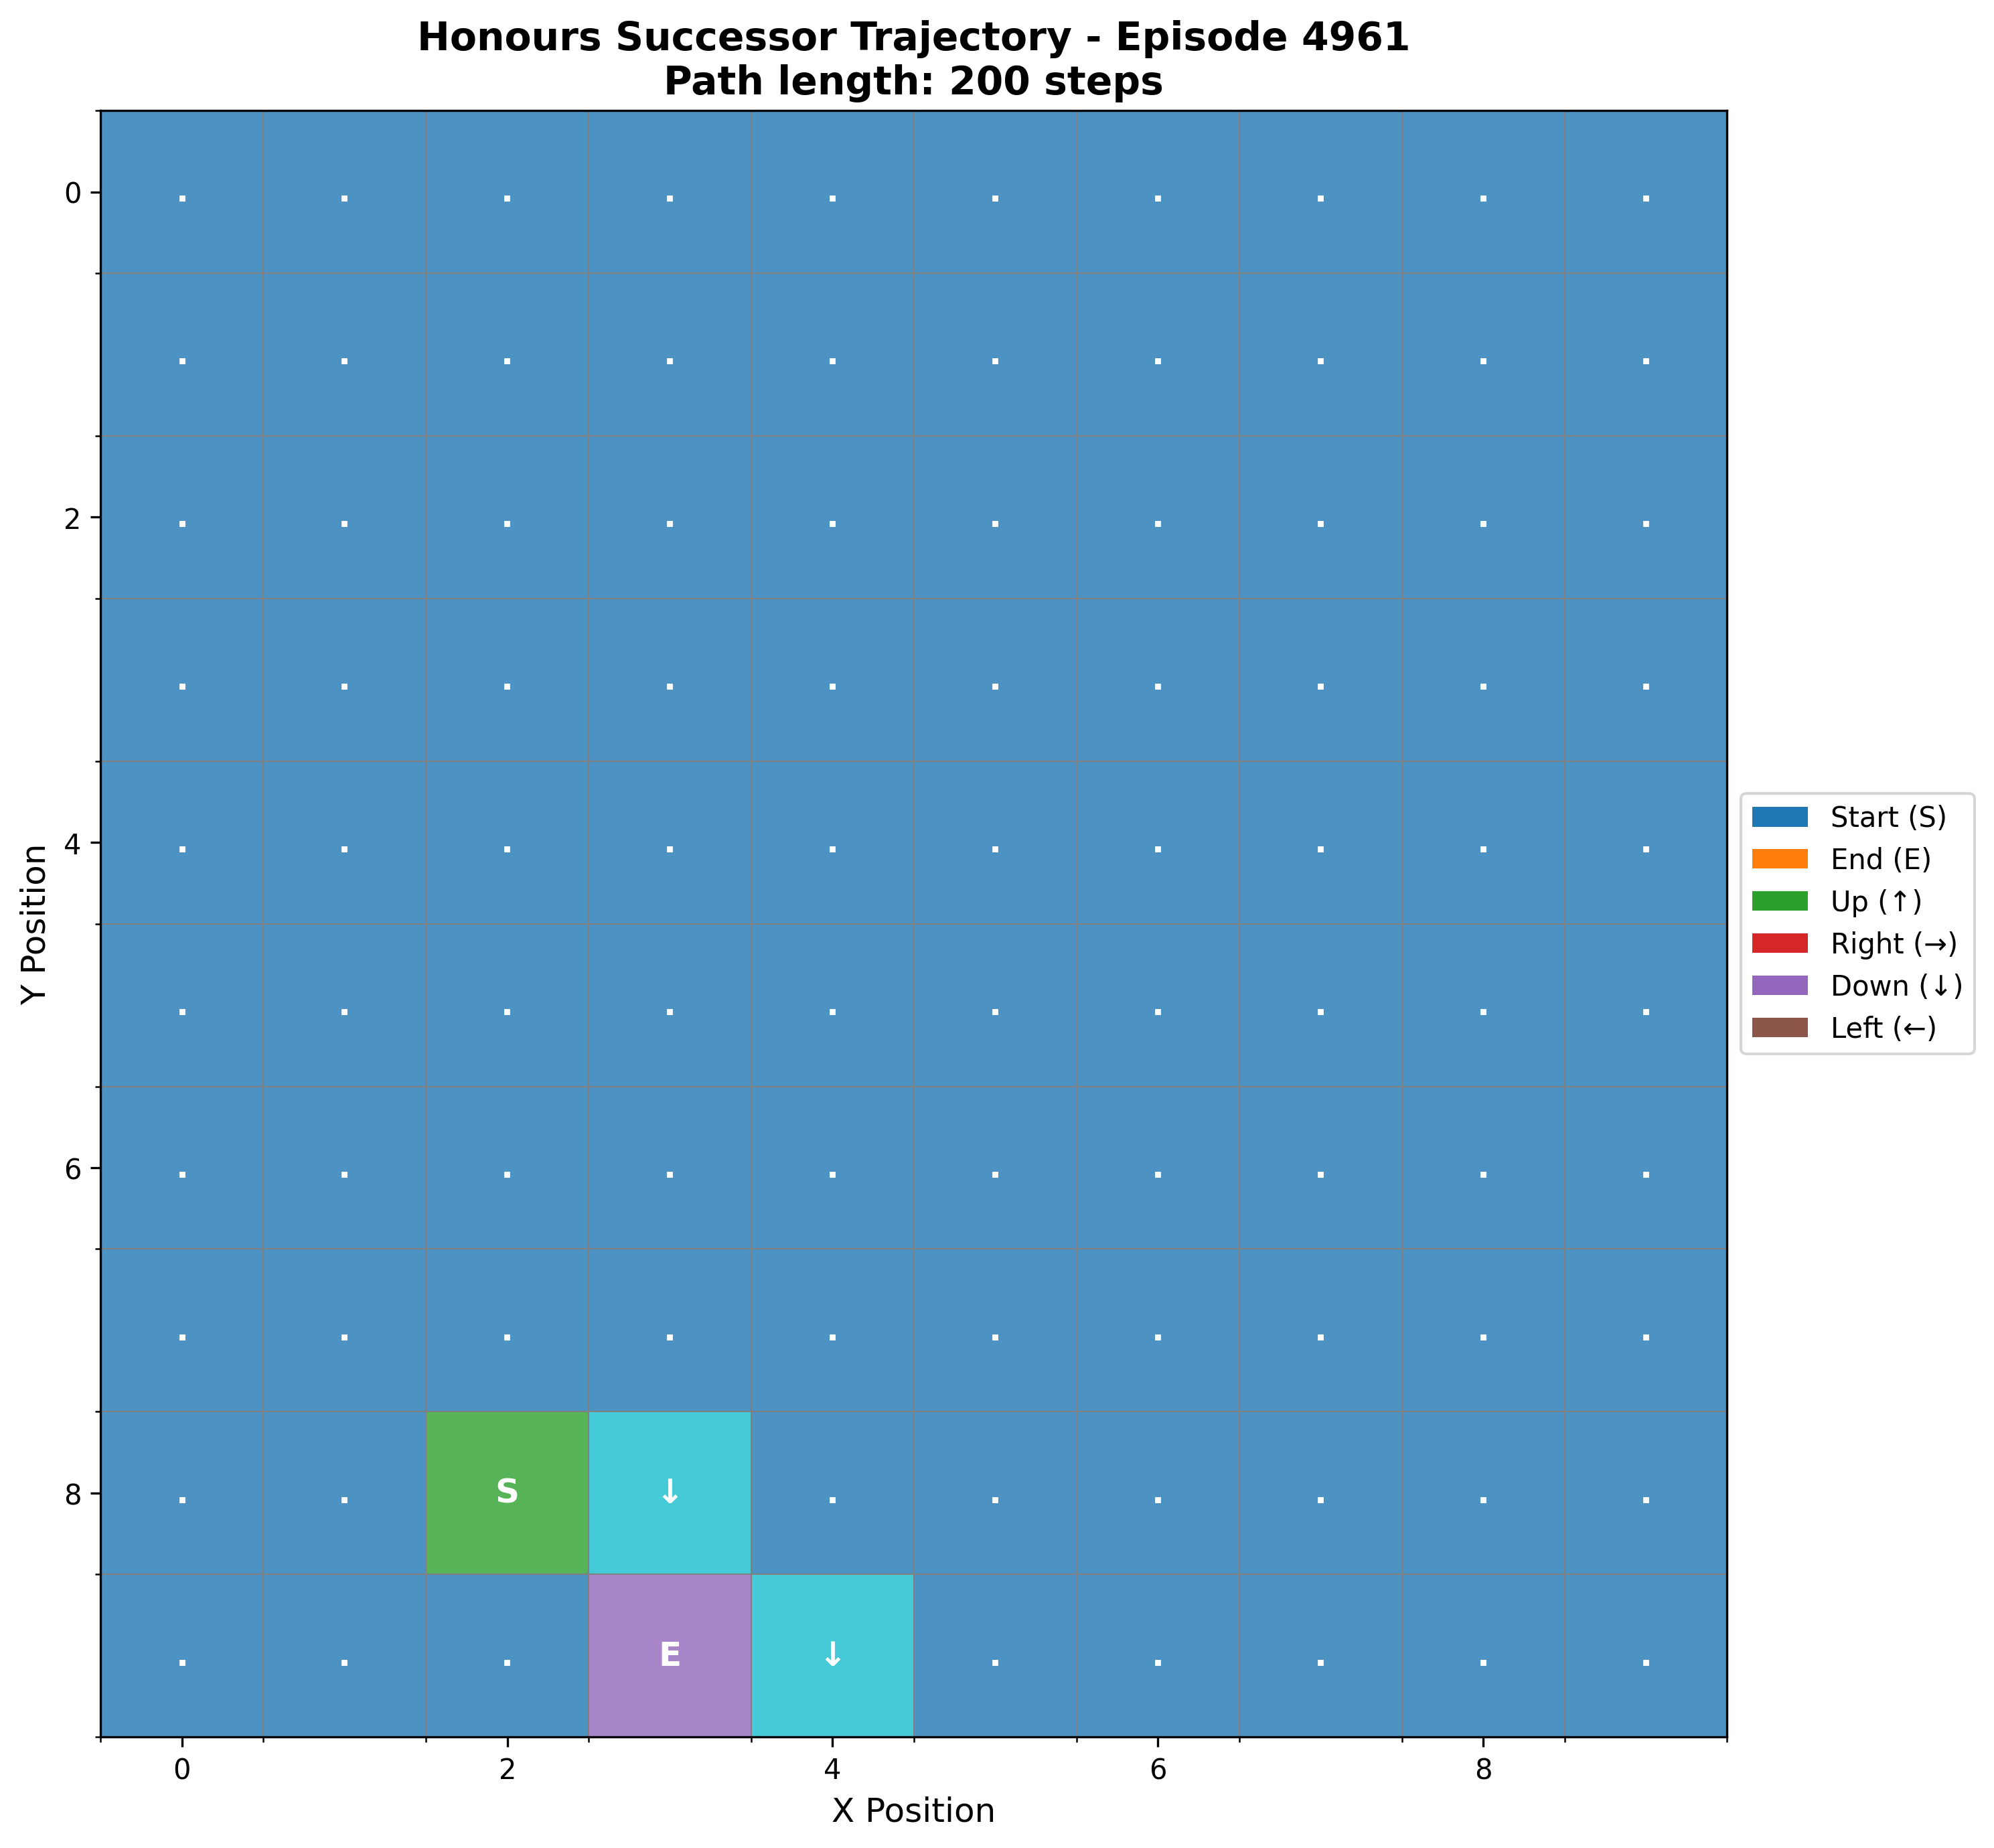 Honours Successor Trajectory - Episode 4961
Path length: 200 steps
0
2
4
6
8
Y Position
S ↓
E ↓
0 2 4 6 8
X Position
Start (S)
End (E)
Up (↑)
Right (→)
Down (↓)
Left (←)